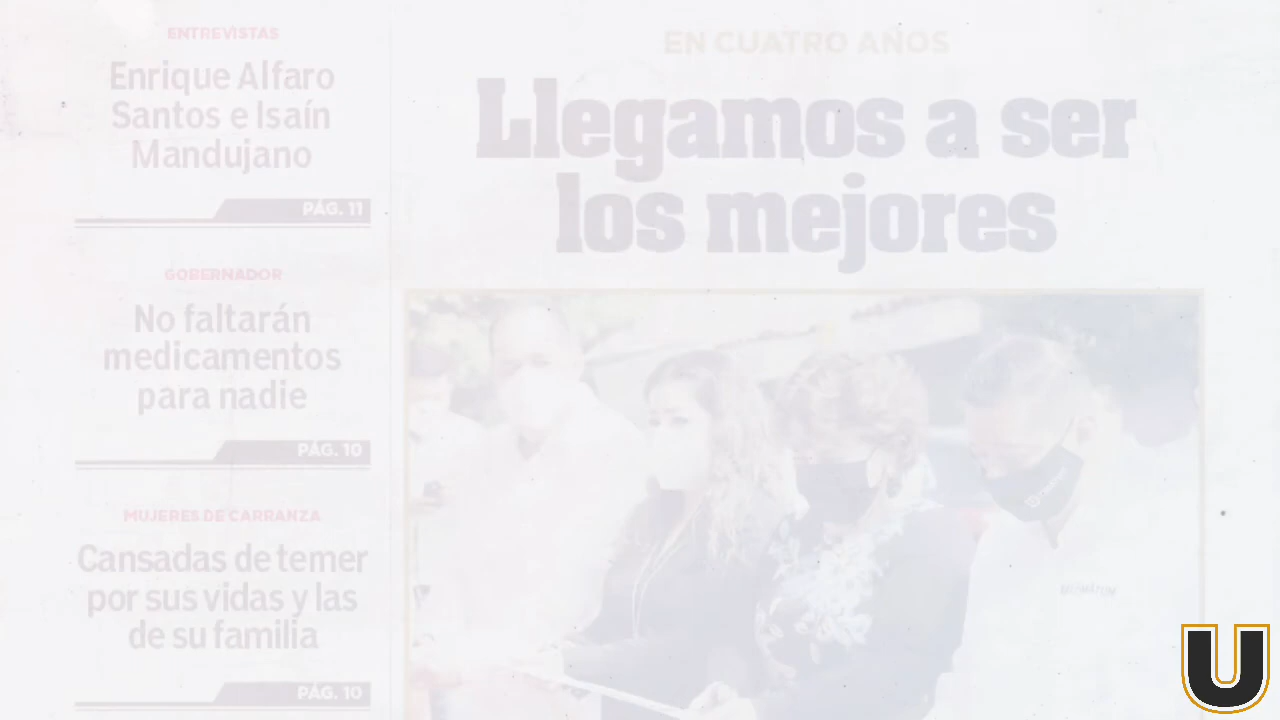 ENTREVISTAS
Enrique Alfaro
Santos e Isaín
Mandujano
PÁG. 11
GOBERNADOR
No faltarán
medicamentos
para nadie
PÁG. 10
MUJERES DE CARRANZA
Cansadas de temer
por sus vidas y las
de su familia
PÁG. 10
EN CUATRO AÑOS
Llegamos a ser
los mejores
U